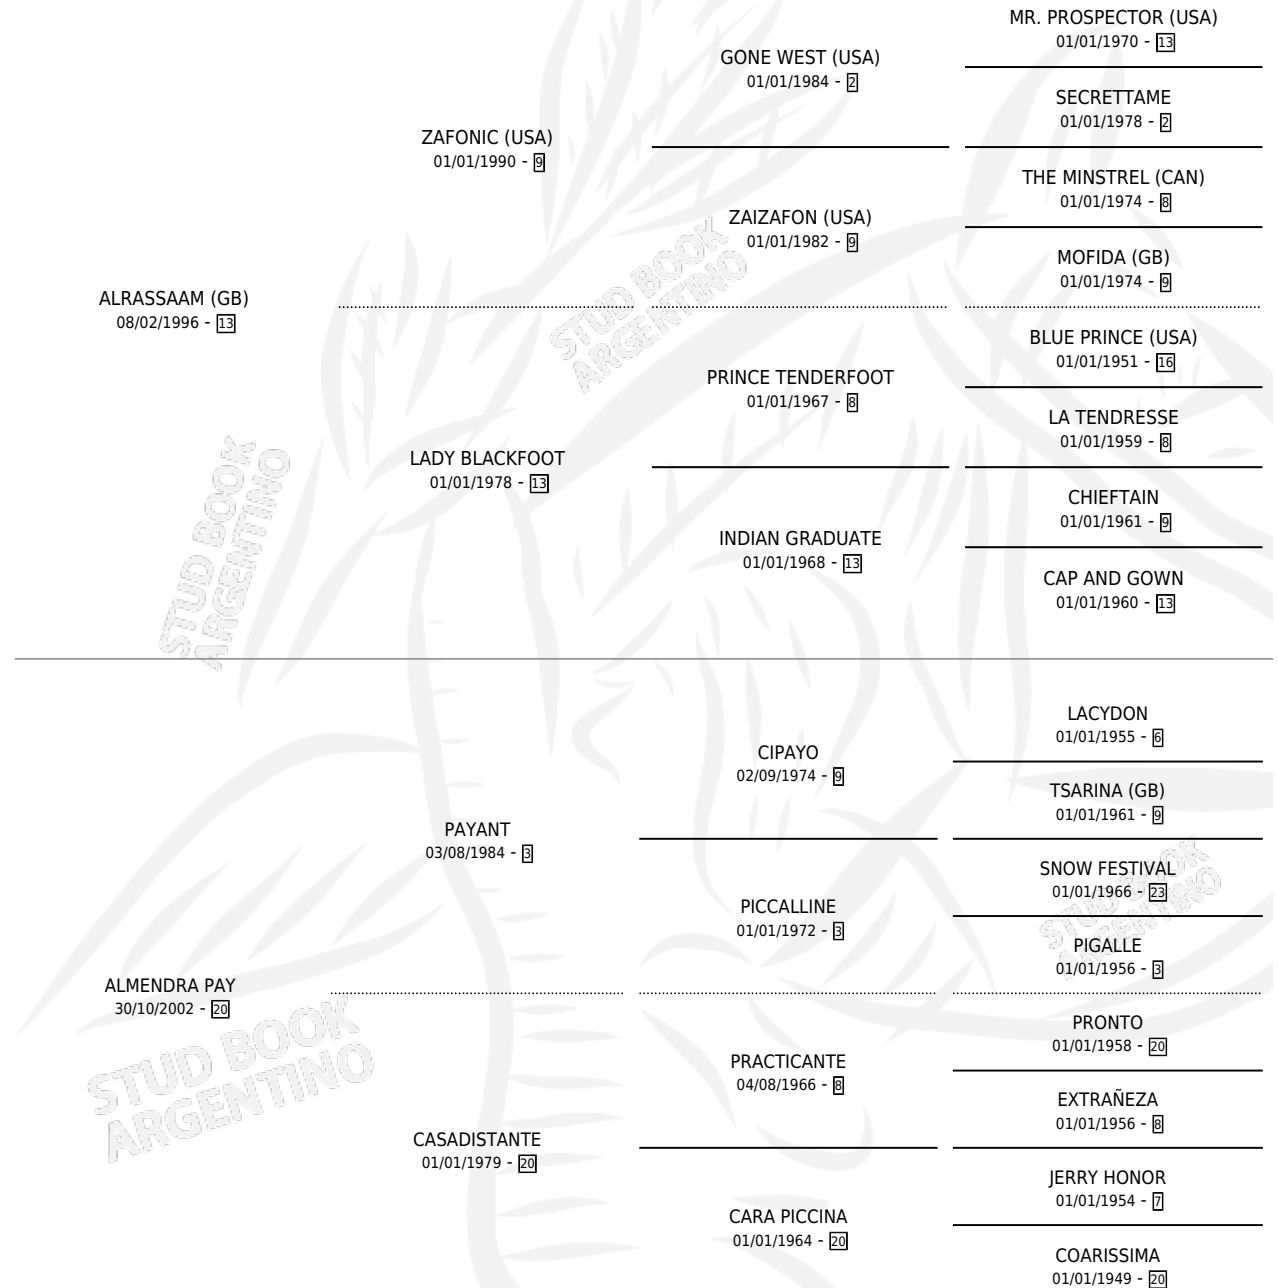 MR. PROSPECTOR (USA)
01/01/1970 - 13
GONE WEST (USA)
01/01/1984 - 2
SECRETTAME
01/01/1978 - 2
ZAFONIC (USA)
01/01/1990 - 9
THE MINSTREL (CAN)
01/01/1974 - 8
ZAIZAFON (USA)
01/01/1982 - 9
MOFIDA (GB)
01/01/1974 - 9
ALRASSAAM (GB)
08/02/1996 - 13
STUD BOOK
ARGENTINO
BLUE PRINCE (USA)
01/01/1951 - 16
PRINCE TENDERFOOT
01/01/1967 - 8
LA TENDRESSE
01/01/1959 - 8
LADY BLACKFOOT
01/01/1978 - 13
CHIEFTAIN
01/01/1961 - 9
INDIAN GRADUATE
01/01/1968 - 13
CAP AND GOWN
01/01/1960 - 13
STUD BOOK
ARGENTINO
LACYDON
01/01/1955 - 6
CIPAYO
02/09/1974 - 9
TSARINA (GB)
01/01/1961 - 9
PAYANT
03/08/1984 - 3
SNOW FESTIVAL
01/01/1966 - 23
PICCALLINE
01/01/1972 - 3
STUD BOOK
ARGENTINO
PIGALLE
01/01/1956 - 3
ALMENDRA PAY
30/10/2002 - 20
STUD BOOK
ARGENTINO
PRONTO
01/01/1958 - 20
PRACTICANTE
04/08/1966 - 8
EXTRAÑEZA
01/01/1956 - 8
CASADISTANTE
01/01/1979 - 20
JERRY HONOR
01/01/1954 - 7
CARA PICCINA
01/01/1964 - 20
COARISSIMA
01/01/1949 - 20